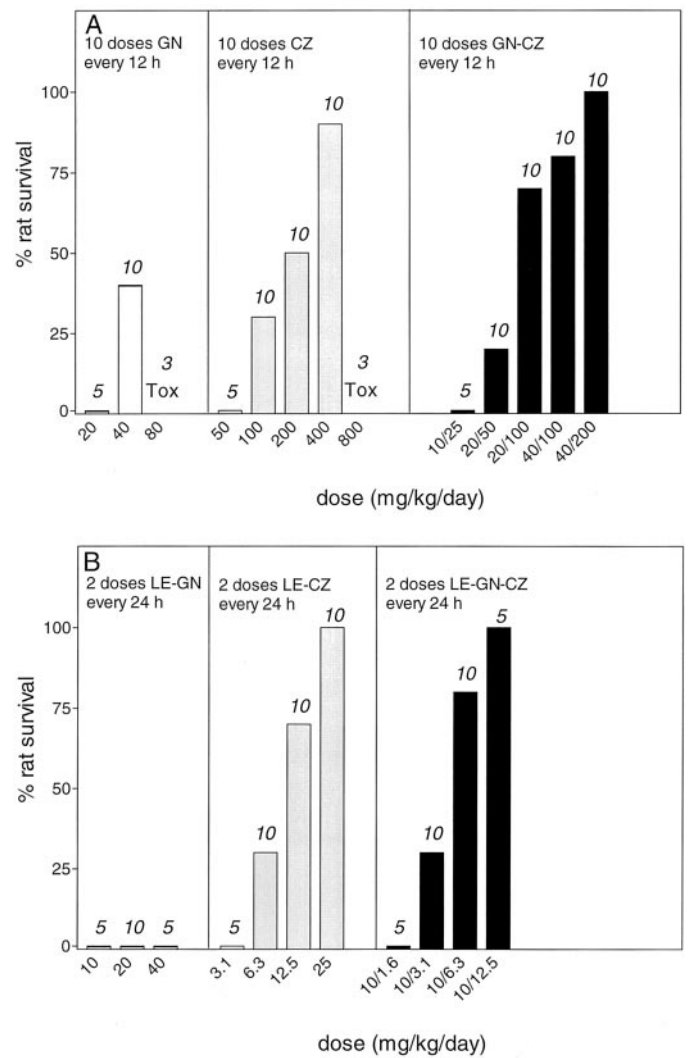 A
10 doses GN
every 12 h
10 doses CZ
every 12 h
10 doses GN-CZ
every 12 h
% rat survival
100
75
50
25
0
5
10
3
Tox
5
10
10
10
3
Tox
5
10
10
10
10
20
40
80
50
100
200
400
800
10/25
20/50
20/100
40/100
40/200
dose (mg/kg/day)
B
2 doses LE-GN
every 24 h
2 doses LE-CZ
every 24 h
2 doses LE-GN-CZ
every 24 h
% rat survival
100
75
50
25
0
5
10
5
5
10
10
10
5
10
10
5
10
20
40
3.1
6.3
12.5
25
10/1.6
10/3.1
10/6.3
10/12.5
dose (mg/kg/day)